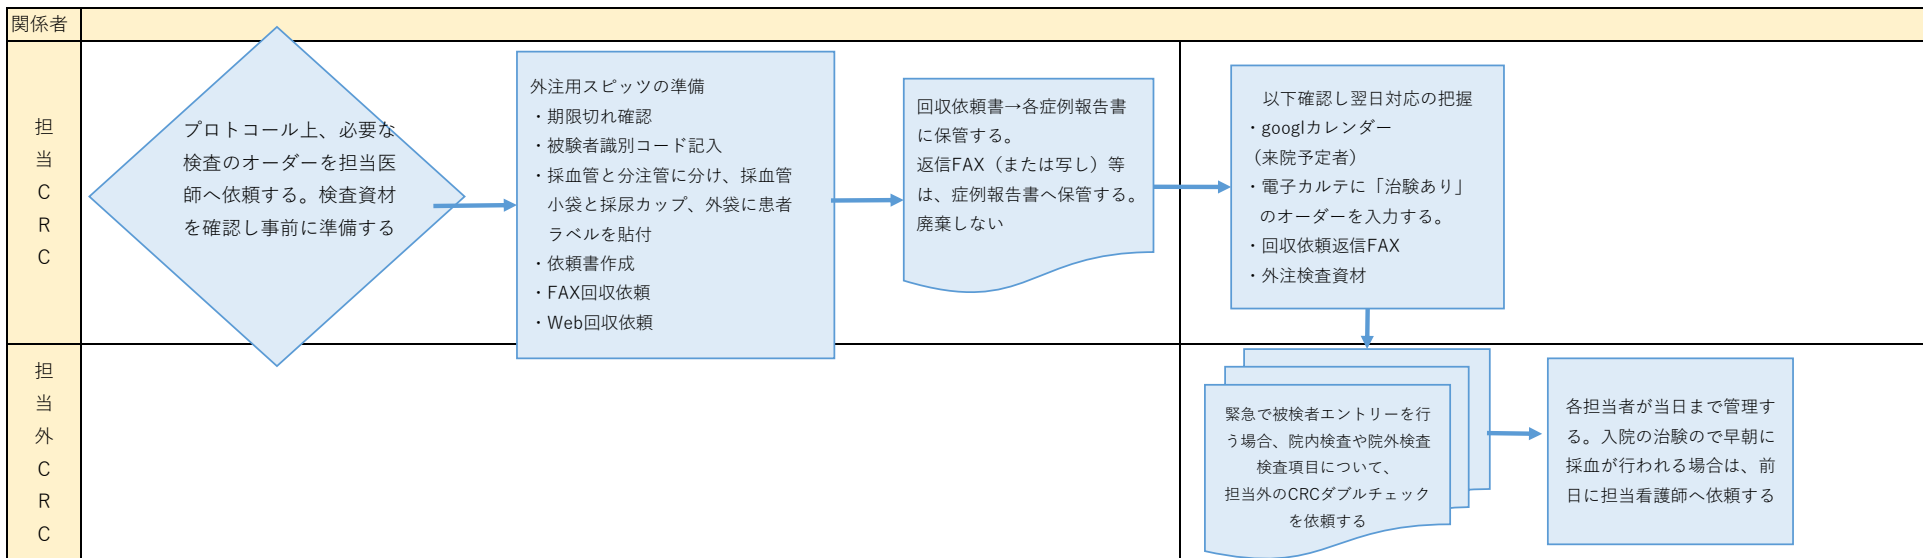 関係者
担
当
C
R
C
プロトコール上、必要な
検査のオーダーを担当医
師へ依頼する。検査資材
を確認し事前に準備する
外注用スピッツの準備
・期限切れ確認
・被験者識別コード記入
・採血管と分注管に分け、採血管
小袋と採尿カップ、外袋に患者
ラベルを貼付
・依頼書作成
・FAX回収依頼
・Web回収依頼
回収依頼書→各症例報告書
に保管する。
返信FAX（または写し）等
は、症例報告書へ保管する。
廃棄しない
以下確認し翌日対応の把握
・googlカレンダー
（来院予定者）
・電子カルテに「治験あり」
のオーダーを入力する。
・回収依頼返信FAX
・外注検査資材
担
当
外
C
R
C
緊急で被検者エントリーを行
う場合、院内検査や院外検査
検査項目について、
担当外のCRCダブルチェック
を依頼する
各担当者が当日まで管理す
る。入院の治験ので早朝に
採血が行われる場合は、前
日に担当看護師へ依頼する